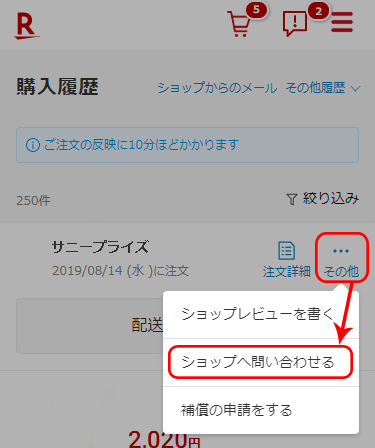 R
5
2
購入履歴
ショップからのメール その他履歴
ご注文の反映に10分ほどかかります
250件
絞り込み
サニープライズ
2019/08/14 (水 )に注文
注文詳細
その他
配送
ショップレビューを書く
ショップへ問い合わせる
補償の申請をする
2,020円